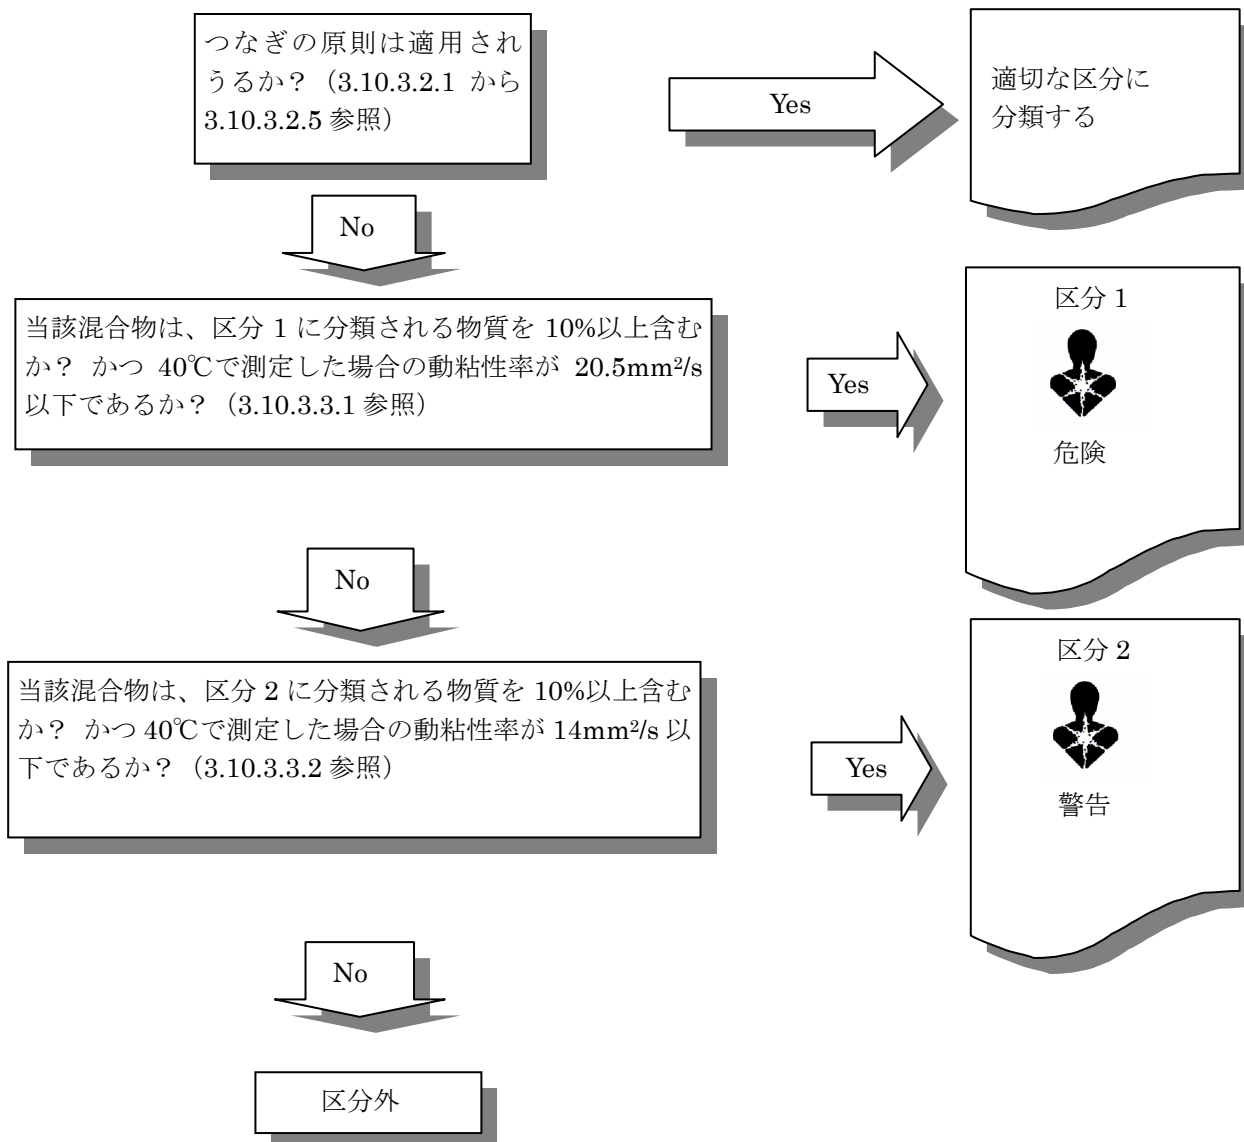 つなぎの原則は適用され
うるか？（3.10.3.2.1 から
3.10.3.2.5 参照）
Yes
適切な区分に
分類する
No
当該混合物は、区分 1 に分類される物質を 10%以上含む
か？ かつ 40℃で測定した場合の動粘性率が 20.5mm²/s
以下であるか？（3.10.3.3.1 参照）
Yes
区分 1
危険
No
当該混合物は、区分 2 に分類される物質を 10%以上含む
か？ かつ 40℃で測定した場合の動粘性率が 14mm²/s 以
下であるか？（3.10.3.3.2 参照）
Yes
区分 2
警告
No
区分外